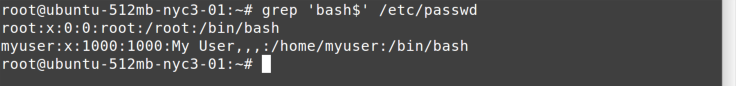 root@ubuntu-512mb-nyc3-01:~# grep 'bash$' /etc/passwd
root:x:0:0:root:/root:/bin/bash
myuser:x:1000:1000:My User,,,:/home/myuser:/bin/bash
root@ubuntu-512mb-nyc3-01:~#